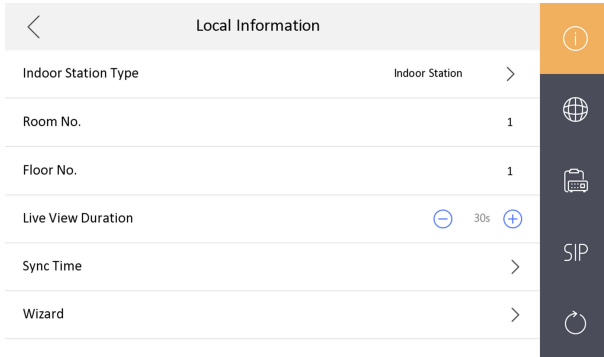 Local Information
Indoor Station Type Indoor Station
Room No. 1
Floor No. 1
Live View Duration 30s
Sync Time
Wizard
SIP